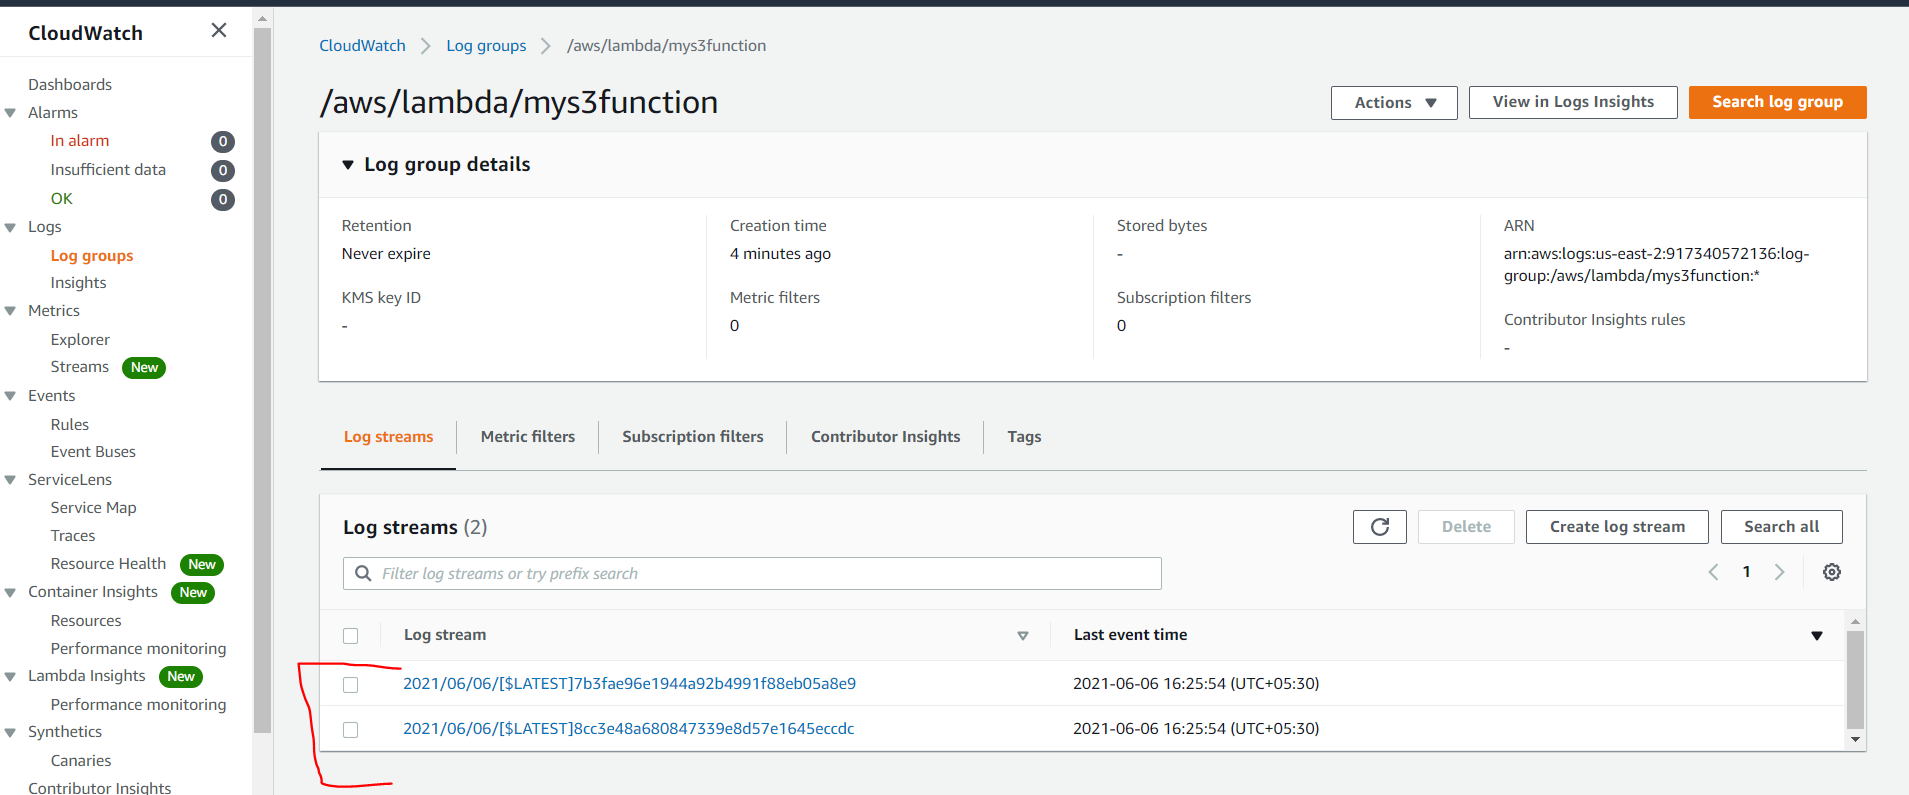 CloudWatch
Dashboards
Alarms
In alarm 0
Insufficient data 0
OK 0
Logs
Log groups
Insights
Metrics
Explorer
Streams New
Events
Rules
Event Buses
ServiceLens
Service Map
Traces
Resource Health New
Container Insights New
Resources
Performance monitoring
Lambda Insights New
Performance monitoring
Synthetics
Canaries
Contributor Insights
CloudWatch Log groups /aws/lambda/mys3function
/aws/lambda/mys3function
Actions View in Logs Insights Search log group
Log group details
Retention
Never expire
KMS key ID
-
Creation time
4 minutes ago
Metric filters
0
Stored bytes
-
Subscription filters
0
ARN
arn:aws:logs:us-east-2:917340572136:log-
group:/aws/lambda/mys3function:*
Contributor Insights rules
-
Log streams Metric filters Subscription filters Contributor Insights Tags
Log streams (2)
Delete Create log stream Search all
Filter log streams or try prefix search
1
Log stream Last event time
2021/06/06/[$LATEST]7b3fae96e1944a92b4991f88eb05a8e9 2021-06-06 16:25:54 (UTC+05:30)
2021/06/06/[$LATEST]8cc3e48a680847339e8d57e1645eccdc 2021-06-06 16:25:54 (UTC+05:30)